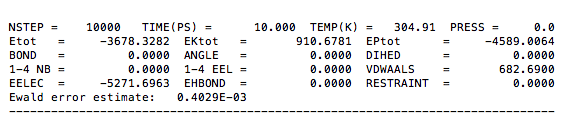 NSTEP =    10000   TIME(PS) =      10.000  TEMP(K) =   304.91  PRESS =     0.0
Etot   =     -3678.3282  EKtot   =       910.6781  EPtot      =     -4589.0064
BOND   =         0.0000  ANGLE   =         0.0000  DIHED      =         0.0000
1-4 NB =         0.0000  1-4 EEL =         0.0000  VDWAALS    =       682.6900
EELEC  =     -5271.6963  EHBOND  =         0.0000  RESTRAINT  =         0.0000
Ewald error estimate:   0.4029E-03
------------------------------------------------------------------------------